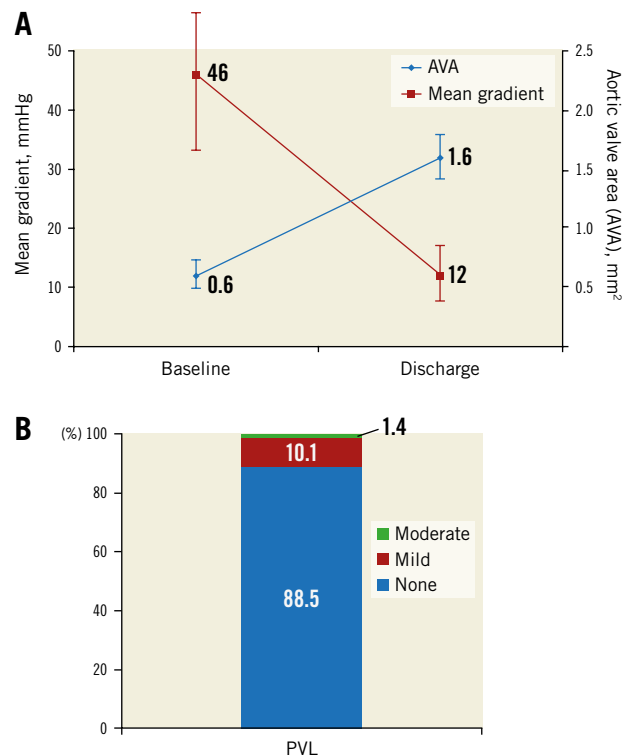 A
50
40
30
20
10
0
Mean gradient, mmHg
46
0.6
1.6
12
AVA
Mean gradient
2.5
2.0
1.5
1.0
0.5
Aortic valve area (AVA), mm²
Baseline
Discharge
B
(%) 100
80
60
40
20
0
1.4
10.1
88.5
Moderate
Mild
None
PVL